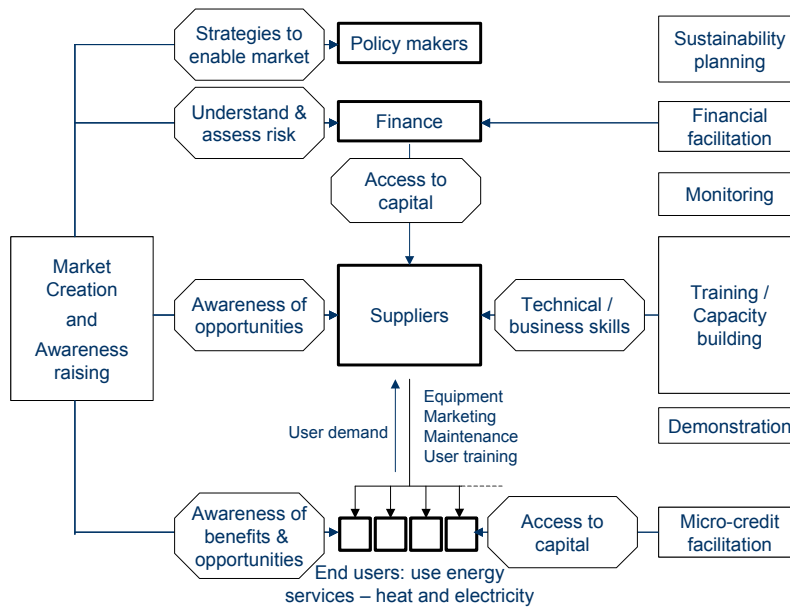 Strategies to
enable market
Policy makers
Sustainability
planning
Understand &
assess risk
Finance
Financial
facilitation
Access to
capital
Monitoring
Market
Creation
and
Awareness
raising
Awareness of
opportunities
Suppliers
Technical /
business skills
Training /
Capacity
building
User demand
Equipment
Marketing
Maintenance
User training
Demonstration
Awareness of
benefits &
opportunities
Access to
capital
Micro-credit
facilitation
End users: use energy
services – heat and electricity